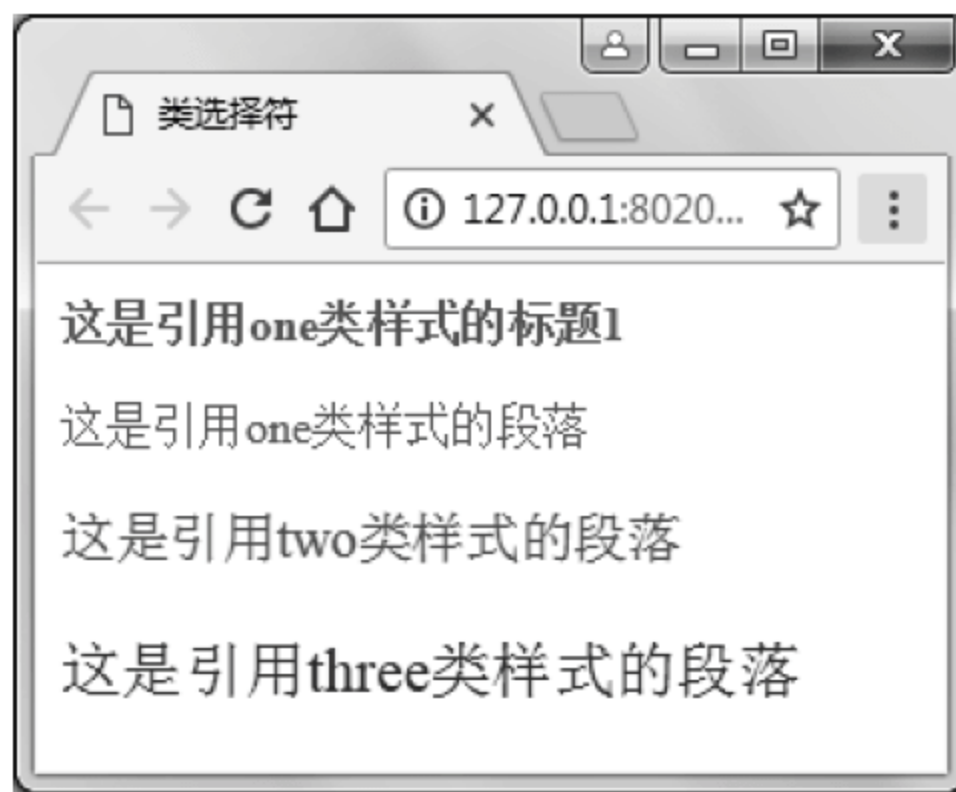 类选择符
127.0.0.1:8020...
这是引用one类样式的标题1
这是引用one类样式的段落
这是引用two类样式的段落
这是引用three类样式的段落